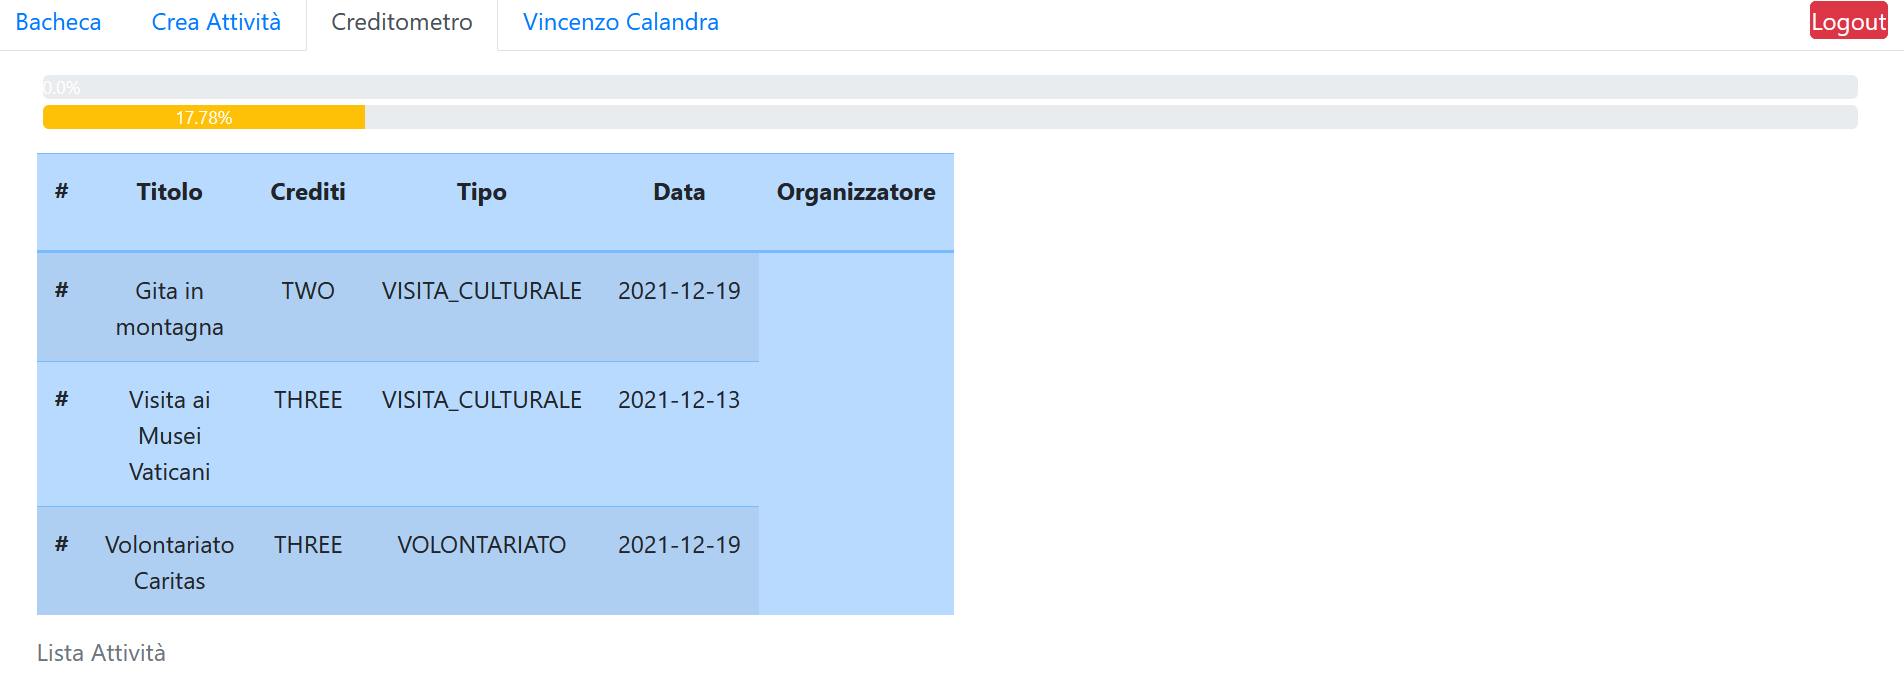 Bacheca Crea Attività Creditometro Vincenzo Calandra Logout
0.0%
17.78%
# Titolo Crediti Tipo Data Organizzatore
# Gita in TWO VISITA_CULTURALE 2021-12-19
montagna
# Visita ai THREE VISITA_CULTURALE 2021-12-13
Musei
Vaticani
# Volontariato THREE VOLONTARIATO 2021-12-19
Caritas
Lista Attività